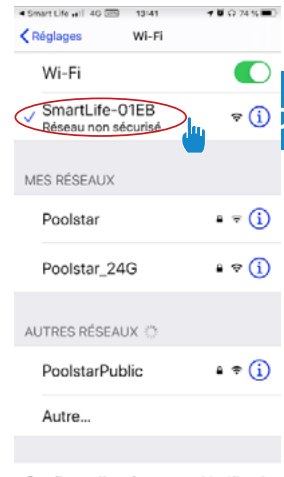 Smart Life 4G 13:41 74 %
Réglages Wi-Fi
Wi-Fi
SmartLife-01EB
Réseau non sécurisé
MES RÉSEAUX
Poolstar
Poolstar_24G
AUTRES RÉSEAUX
PoolstarPublic
Autre...